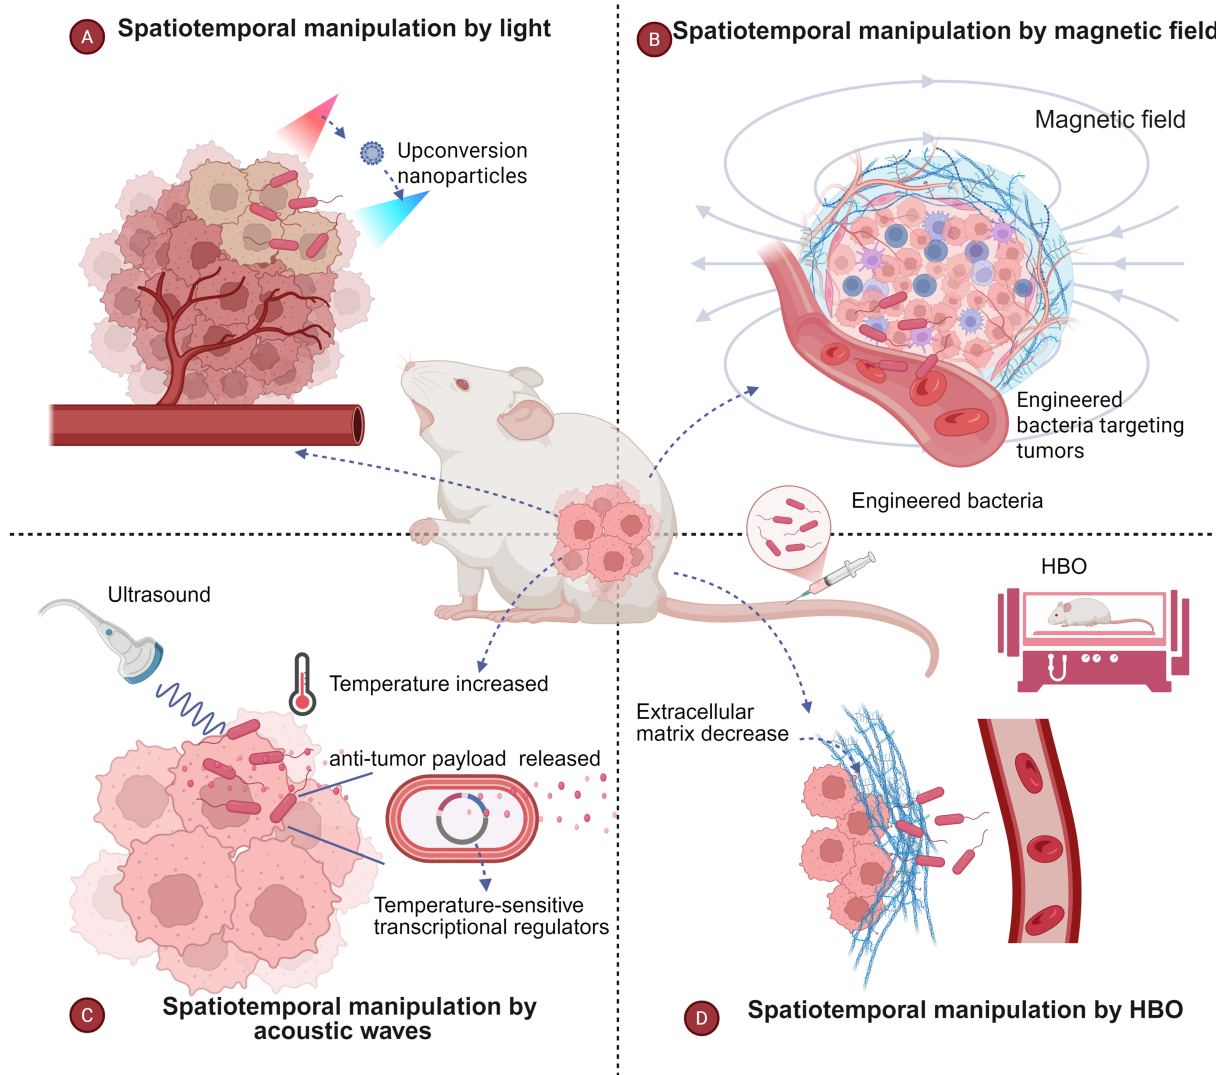 A
Spatiotemporal manipulation by light
Upconversion
nanoparticles
B
Spatiotemporal manipulation by magnetic field
Magnetic field
Engineered
bacteria targeting
tumors
Engineered bacteria
Ultrasound
Temperature increased
anti-tumor payload released
Temperature-sensitive
transcriptional regulators
C
Spatiotemporal manipulation by
acoustic waves
HBO
Extracellular
matrix decrease
D
Spatiotemporal manipulation by HBO